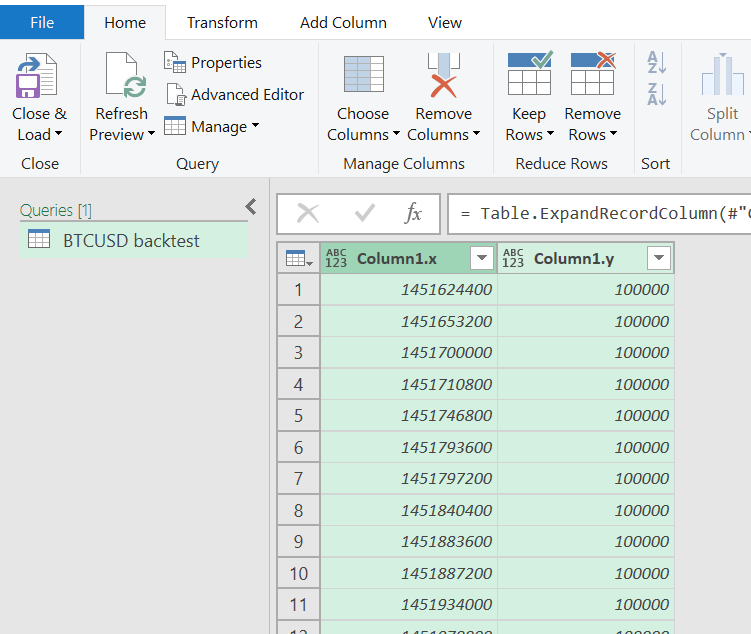 File Home Transform Add Column View
Properties
Advanced Editor
Manage
Close & Load
Refresh Preview
Choose Columns
Remove Columns
Keep Rows
Remove Rows
Split Column
Close Query Manage Columns Reduce Rows Sort
Queries [1]
BTCUSD backtest
fx = Table.ExpandRecordColumn(#"
ABC 123 Column1.x ABC 123 Column1.y
1 1451624400 100000
2 1451653200 100000
3 1451700000 100000
4 1451710800 100000
5 1451746800 100000
6 1451793600 100000
7 1451797200 100000
8 1451840400 100000
9 1451883600 100000
10 1451887200 100000
11 1451934000 100000